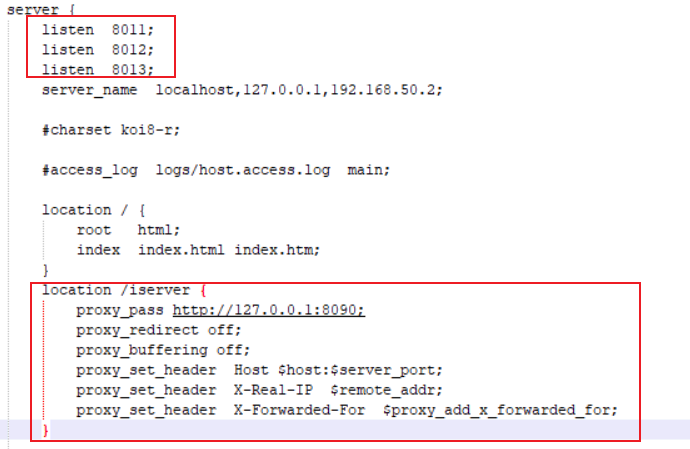 server {
listen 8011;
listen 8012;
listen 8013;
server_name localhost,127.0.0.1,192.168.50.2;
#charset koi8-r;
#access_log logs/host.access.log main;
location / {
root html;
index index.html index.htm;
}
location /iserver {
proxy_pass http://127.0.0.1:8090;
proxy_redirect off;
proxy_buffering off;
proxy_set_header Host $host:$server_port;
proxy_set_header X-Real-IP $remote_addr;
proxy_set_header X-Forwarded-For $proxy_add_x_forwarded_for;
}